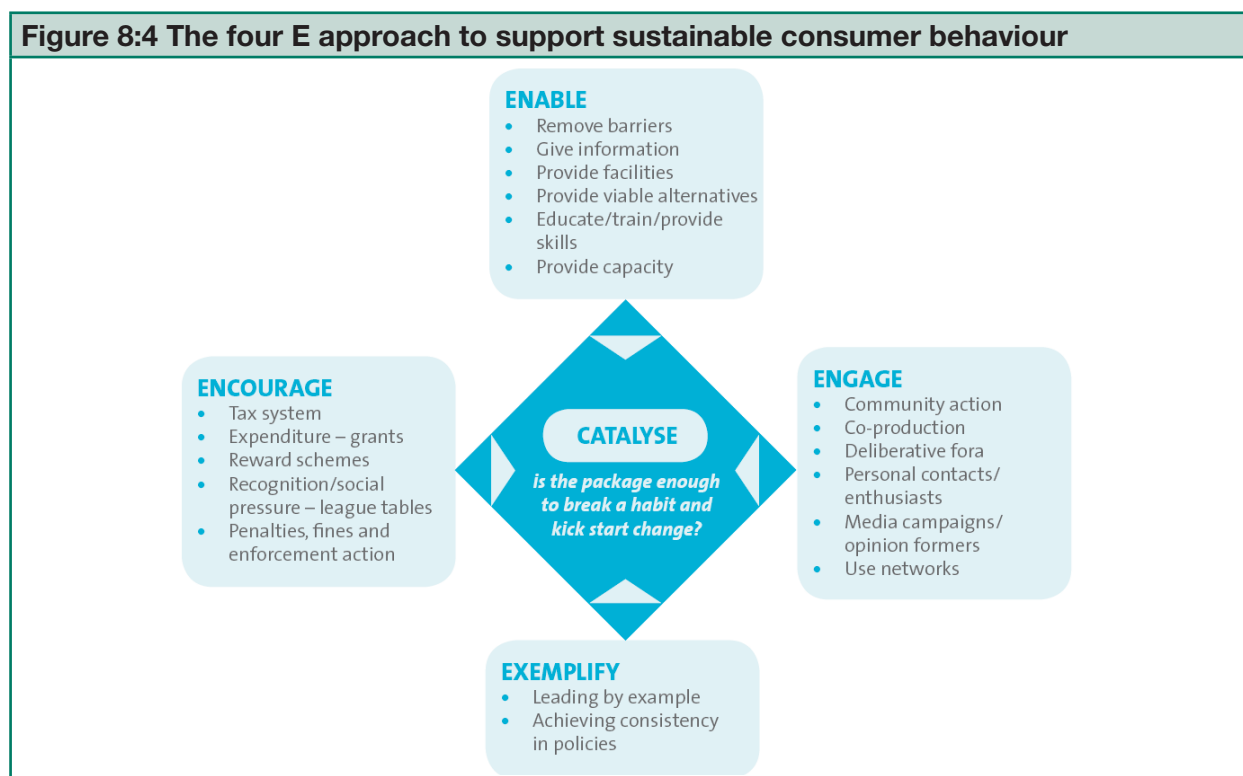 Figure 8:4 The four E approach to support sustainable consumer behaviour
ENABLE
• Remove barriers
• Give information
• Provide facilities
• Provide viable alternatives
• Educate/train/provide
skills
• Provide capacity
ENCOURAGE
• Tax system
• Expenditure – grants
• Reward schemes
• Recognition/social
pressure – league tables
• Penalties, fines and
enforcement action
CATALYSE
is the package enough
to break a habit and
kick start change?
ENGAGE
• Community action
• Co-production
• Deliberative fora
• Personal contacts/
enthusiasts
• Media campaigns/
opinion formers
• Use networks
EXEMPLIFY
• Leading by example
• Achieving consistency
in policies